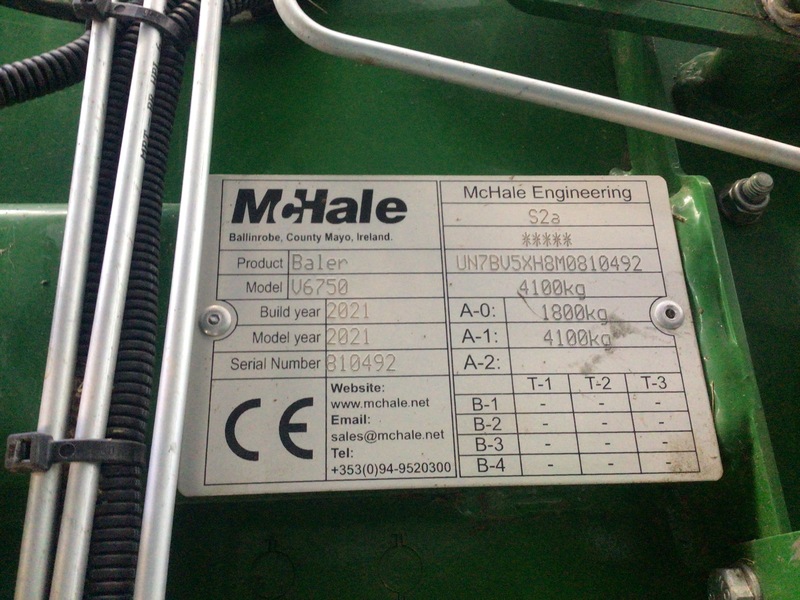 McHale
Ballinrobe, County Mayo, Ireland.
Product Baler
Model V6750
Build year 2021
Model year 2021
Serial Number 810492
CE
Website:
www.mchale.net
Email:
sales@mchale.net
Tel:
+353(0)94-9520300
McHale Engineering
S2a
*****
UN7BV5XH8M0810492
4100kg
A-0: 1800kg
A-1: 4100kg
A-2:
T-1 T-2 T-3
B-1 - - -
B-2 - - -
B-3 - - -
B-4 - - -